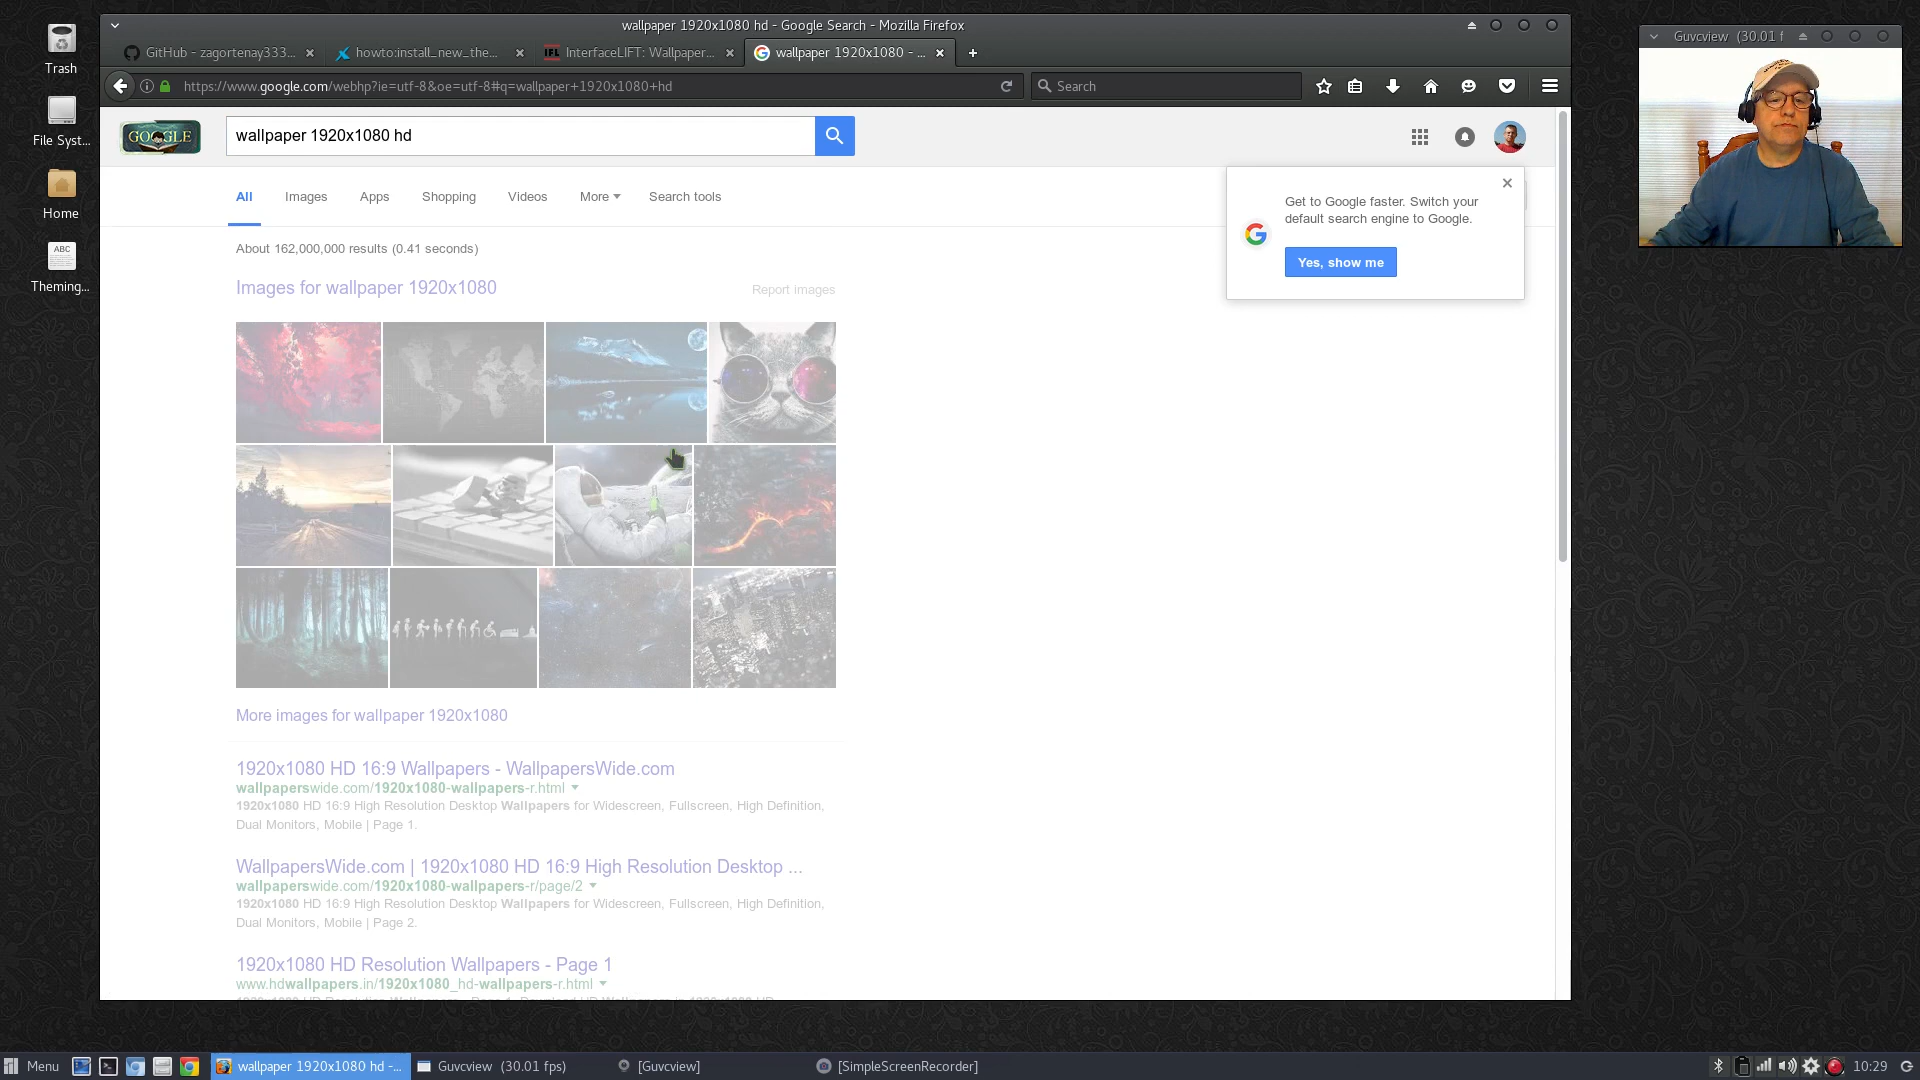 Trash
File Syst...
Home
ABC
Theming...
wallpaper 1920x1080 hd - Google Search - Mozilla Firefox
GitHub - zagortenay333...
howto:install_new_the...
IFL
InterfaceLIFT: Wallpaper...
wallpaper 1920x1080 - ...
https://www.google.com/webhp?ie=utf-8&oe=utf-8#q=wallpaper+1920x1080+hd
Search
GOOGLE
wallpaper 1920x1080 hd
All
Images
Apps
Shopping
Videos
More
Search tools
Get to Google faster. Switch your
default search engine to Google.
Yes, show me
About 162,000,000 results (0.41 seconds)
Images for wallpaper 1920x1080
Report images
More images for wallpaper 1920x1080
1920x1080 HD 16:9 Wallpapers - WallpapersWide.com
wallpaperswide.com/1920x1080-wallpapers-r.html
1920x1080 HD 16:9 High Resolution Desktop Wallpapers for Widescreen, Fullscreen, High Definition,
Dual Monitors, Mobile | Page 1.
WallpapersWide.com | 1920x1080 HD 16:9 High Resolution Desktop ...
wallpaperswide.com/1920x1080-wallpapers-r/page/2
1920x1080 HD 16:9 High Resolution Desktop Wallpapers for Widescreen, Fullscreen, High Definition,
Dual Monitors, Mobile | Page 2.
1920x1080 HD Resolution Wallpapers - Page 1
www.hdwallpapers.in/1920x1080_hd-wallpapers-r.html
Guvcview (30.01 f
Menu
wallpaper 1920x1080 hd -...
Guvcview (30.01 fps)
[Guvcview]
[SimpleScreenRecorder]
10:29